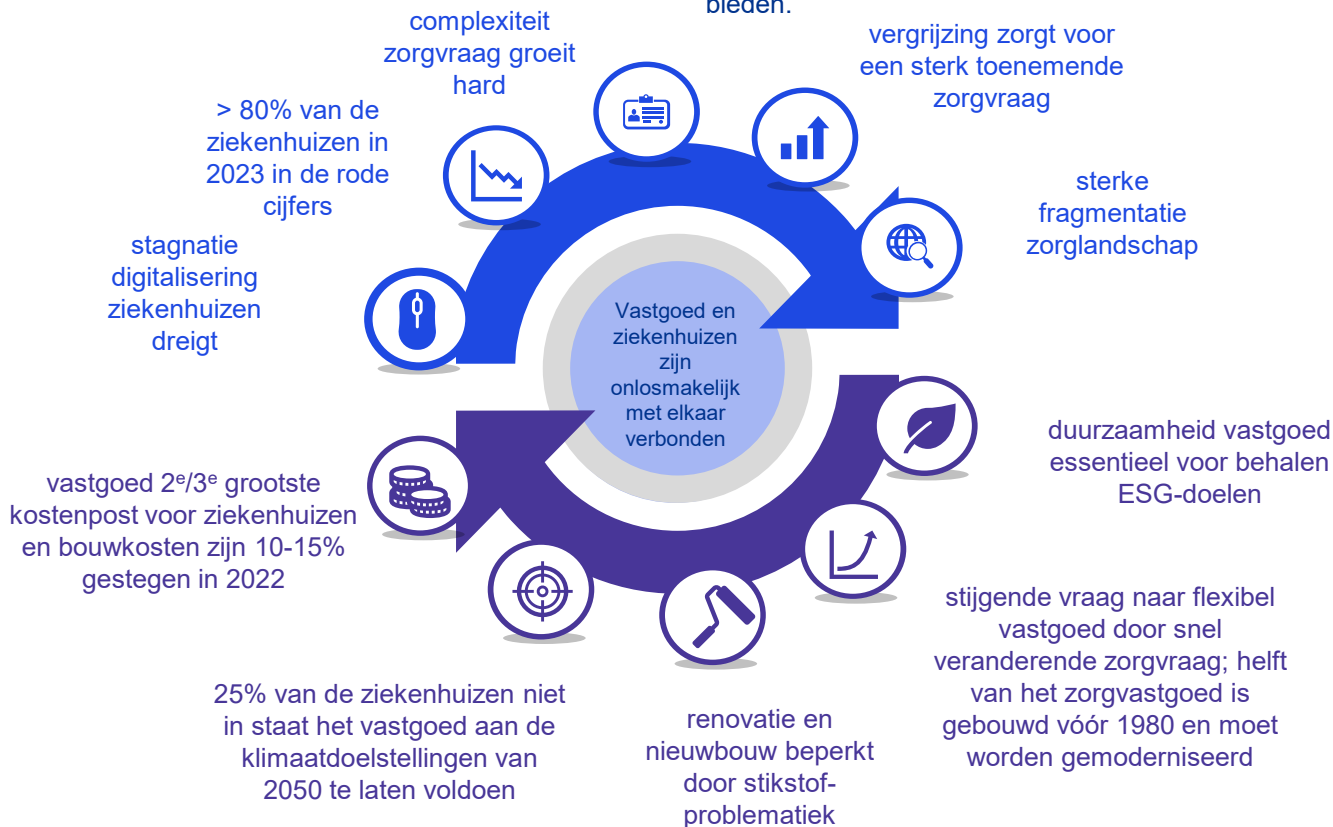 bieden.
complexiteit
zorgvraag groeit
hard
vergrijzing zorgt voor
een sterk toenemende
zorgvraag
> 80% van de
ziekenhuizen in
2023 in de rode
cijfers
sterke
fragmentatie
zorglandschap
stagnatie
digitalisering
ziekenhuizen
dreigt
Vastgoed en
ziekenhuizen
zijn
onlosmakelijk
met elkaar
verbonden
duurzaamheid vastgoed
essentieel voor behalen
ESG-doelen
vastgoed 2e/3e grootste
kostenpost voor ziekenhuizen
en bouwkosten zijn 10-15%
gestegen in 2022
stijgende vraag naar flexibel
vastgoed door snel
veranderende zorgvraag; helft
van het zorgvastgoed is
gebouwd vóór 1980 en moet
worden gemoderniseerd
25% van de ziekenhuizen niet
in staat het vastgoed aan de
klimaatdoelstellingen van
2050 te laten voldoen
renovatie en
nieuwbouw beperkt
door stikstof-
problematiek